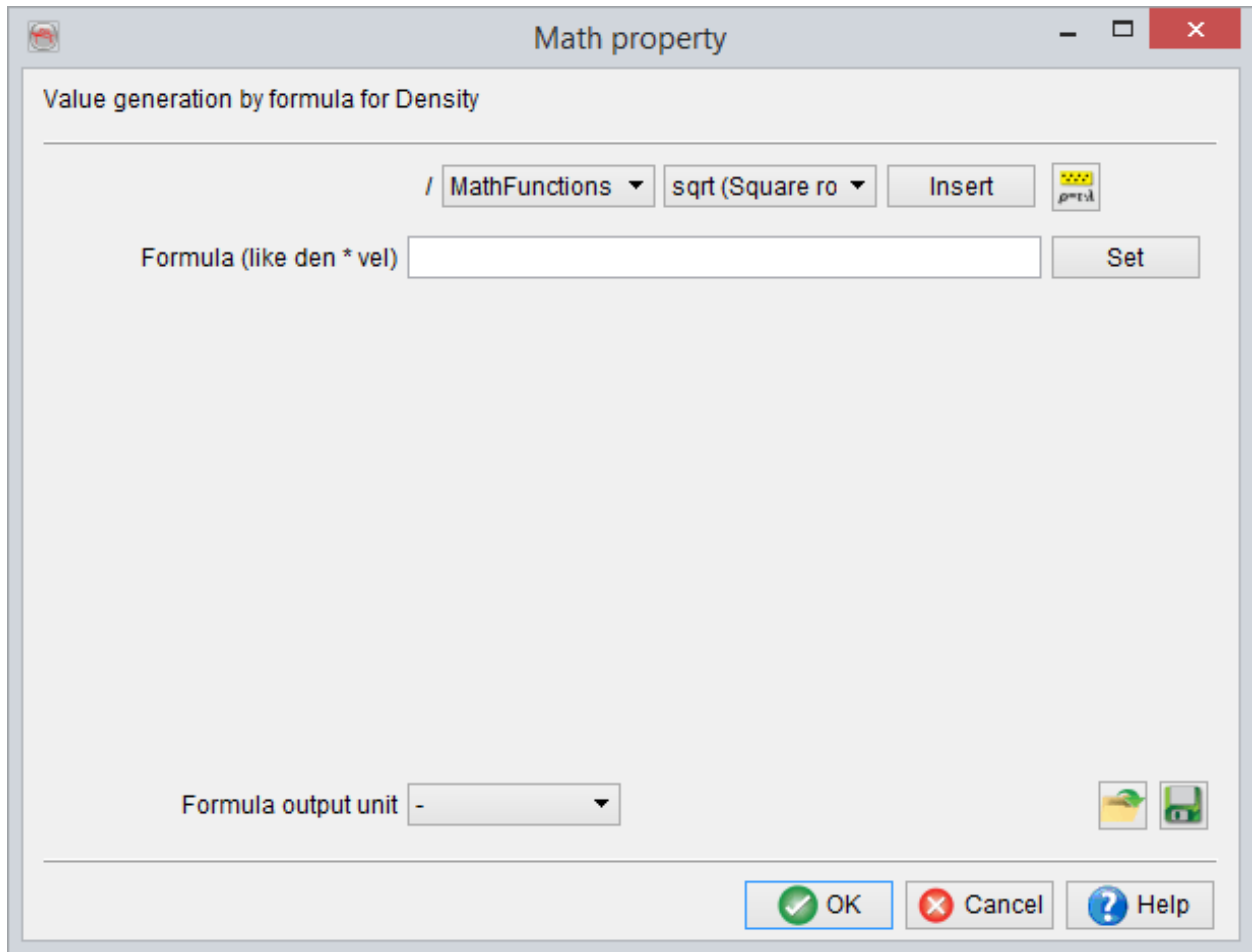 Math property
Value generation by formula for Density
/ MathFunctions sqrt (Square ro Insert ρ=τ·λ
Formula (like den * vel) Set
Formula output unit -
OK Cancel Help